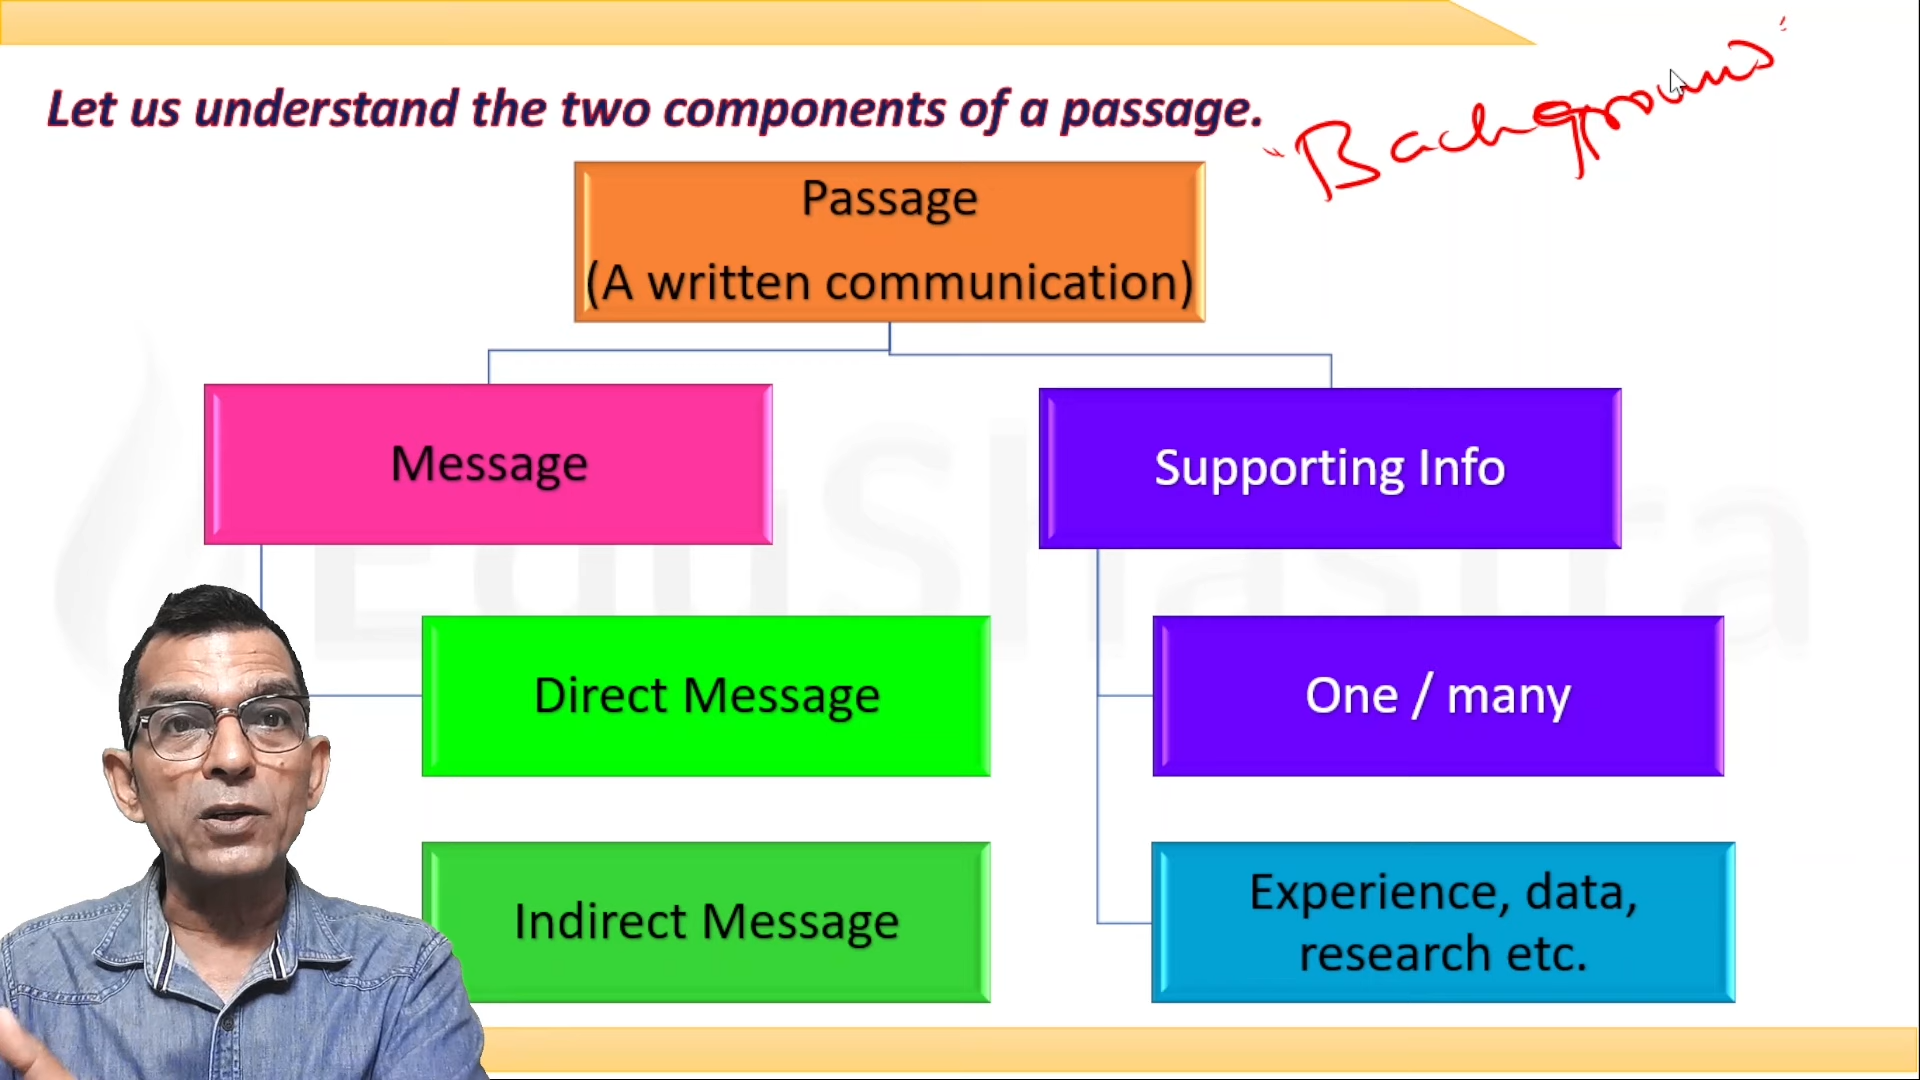 Let us understand the two components of a passage.
"Background"
Passage
(A written communication)
Message
Supporting Info
Direct Message
One / many
Indirect Message
Experience, data,
research etc.
EduShastra